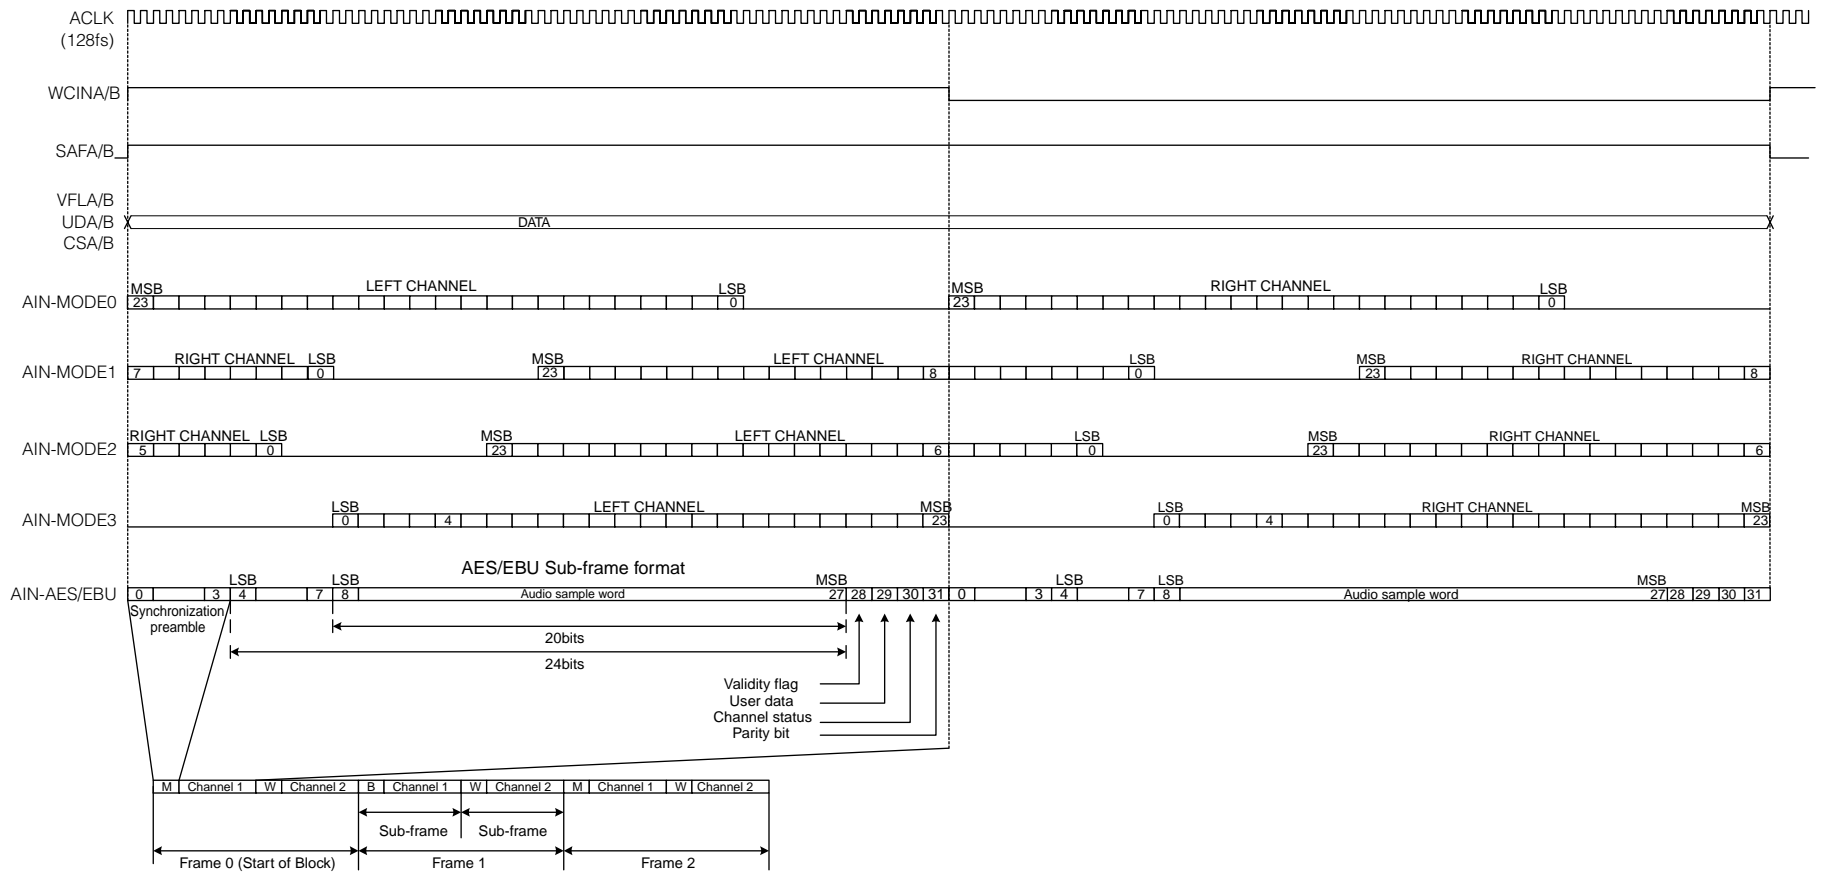 ACLK
(128fs)
WCINA/B
SAFA/B
VFLA/B
UDA/B
CSA/B
DATA
MSB LEFT CHANNEL LSB MSB RIGHT CHANNEL LSB
AIN-MODE0 23 0 23 0
RIGHT CHANNEL LSB MSB LEFT CHANNEL LSB MSB RIGHT CHANNEL
AIN-MODE1 7 0 23 8 0 23 8
RIGHT CHANNEL LSB MSB LEFT CHANNEL LSB MSB RIGHT CHANNEL
AIN-MODE2 5 0 23 6 0 23 6
LSB LEFT CHANNEL MSB LSB RIGHT CHANNEL MSB
AIN-MODE3 0 4 23 0 4 23
AES/EBU Sub-frame format
LSB LSB MSB LSB LSB MSB
AIN-AES/EBU 0 3 4 7 8 Audio sample word 27 28 29 30 31 0 3 4 7 8 Audio sample word 27 28 29 30 31
Synchronization
preamble
20bits
24bits
Validity flag
User data
Channel status
Parity bit
M Channel 1 W Channel 2 B Channel 1 W Channel 2 M Channel 1 W Channel 2
Sub-frame Sub-frame
Frame 0 (Start of Block) Frame 1 Frame 2